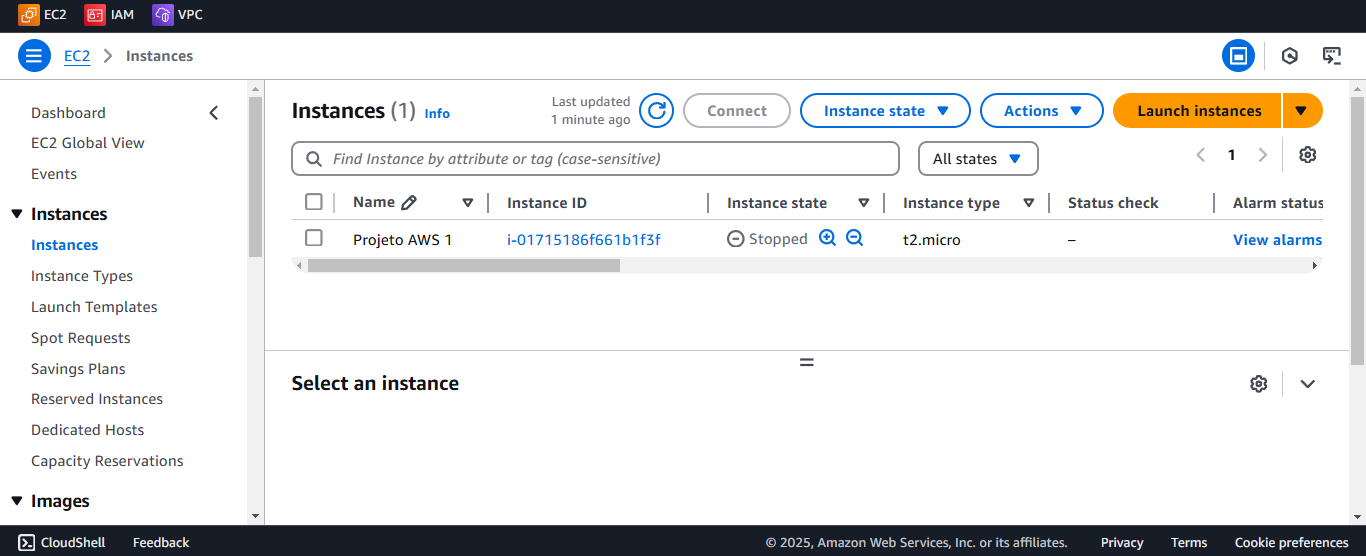 EC2 IAM VPC
EC2 > Instances
Dashboard
EC2 Global View
Events
Instances
Instances
Instance Types
Launch Templates
Spot Requests
Savings Plans
Reserved Instances
Dedicated Hosts
Capacity Reservations
Images
Instances (1) Info
Last updated
1 minute ago
Connect Instance state Actions Launch instances
Find Instance by attribute or tag (case-sensitive) All states 1
Name Instance ID Instance state Instance type Status check Alarm status
Projeto AWS 1 i-01715186f661b1f3f Stopped t2.micro – View alarms
Select an instance
CloudShell Feedback © 2025, Amazon Web Services, Inc. or its affiliates. Privacy Terms Cookie preferences